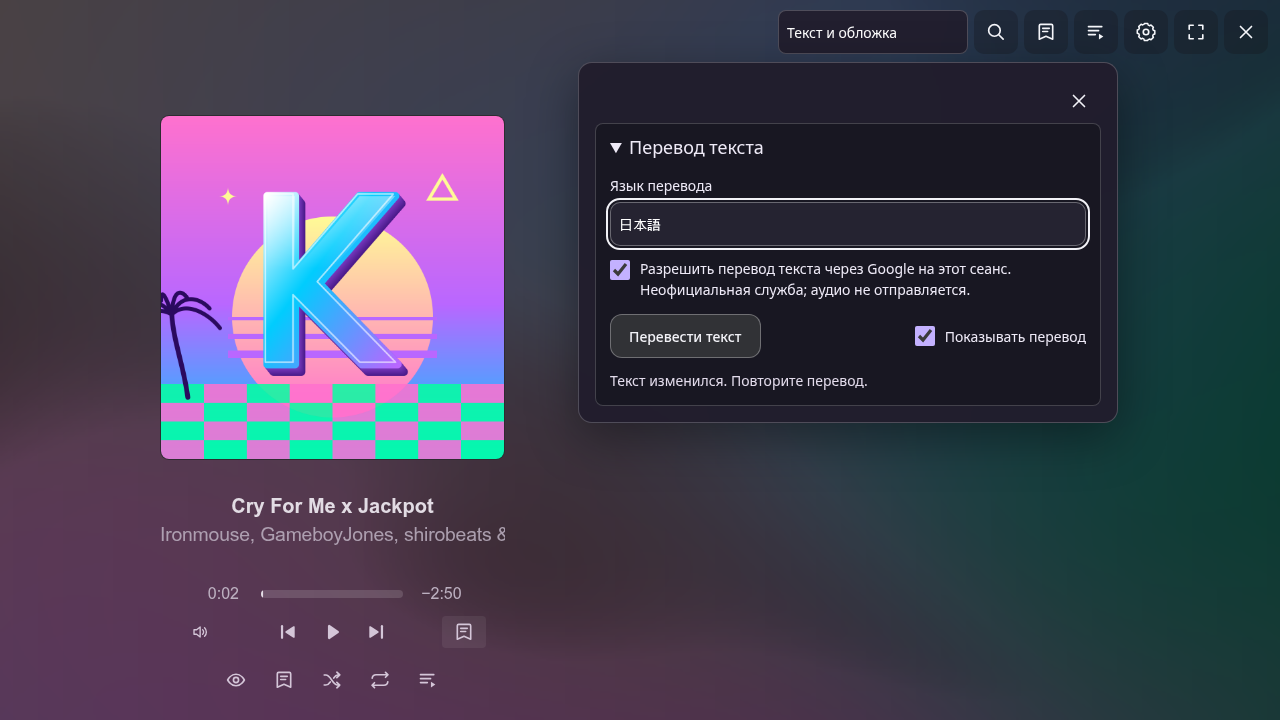 Текст и обложка
Перевод текста
Язык перевода
日本語
Разрешить перевод текста через Google на этот сеанс.
Неофициальная служба; аудио не отправляется.
Перевести текст
Показывать перевод
Текст изменился. Повторите перевод.
K
Cry For Me x Jackpot
Ironmouse, GameboyJones, shirobeats &
0:02
−2:50